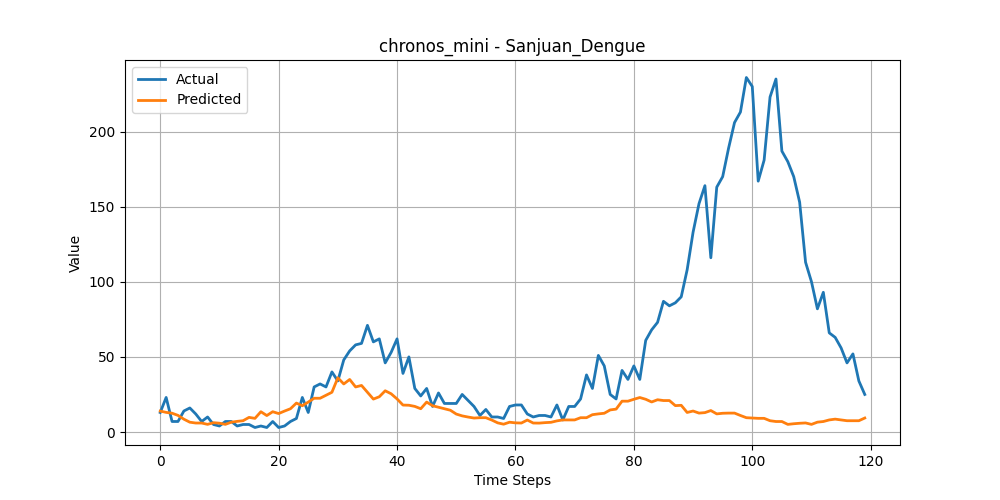 chronos_mini - Sanjuan_Dengue
Actual
Predicted
200
150
100
50
0
Value
0 20 40 60 80 100 120
Time Steps